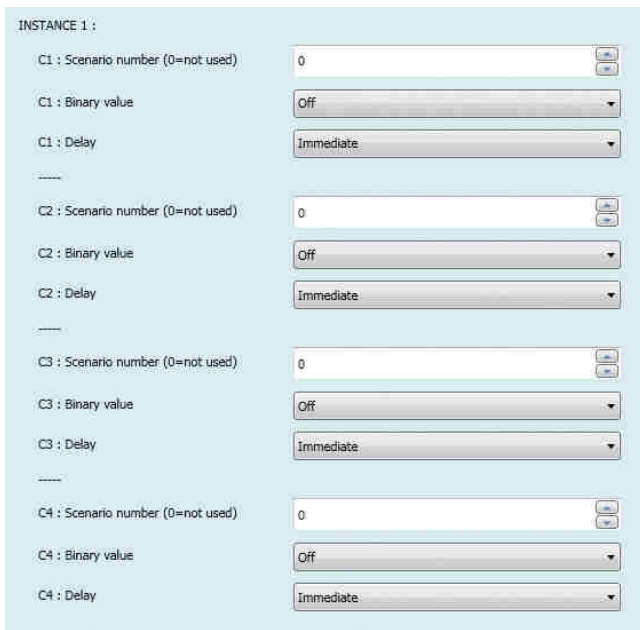 INSTANCE 1 :
C1 : Scenario number (0=not used) 0
C1 : Binary value Off
C1 : Delay Immediate
-----
C2 : Scenario number (0=not used) 0
C2 : Binary value Off
C2 : Delay Immediate
-----
C3 : Scenario number (0=not used) 0
C3 : Binary value Off
C3 : Delay Immediate
-----
C4 : Scenario number (0=not used) 0
C4 : Binary value Off
C4 : Delay Immediate